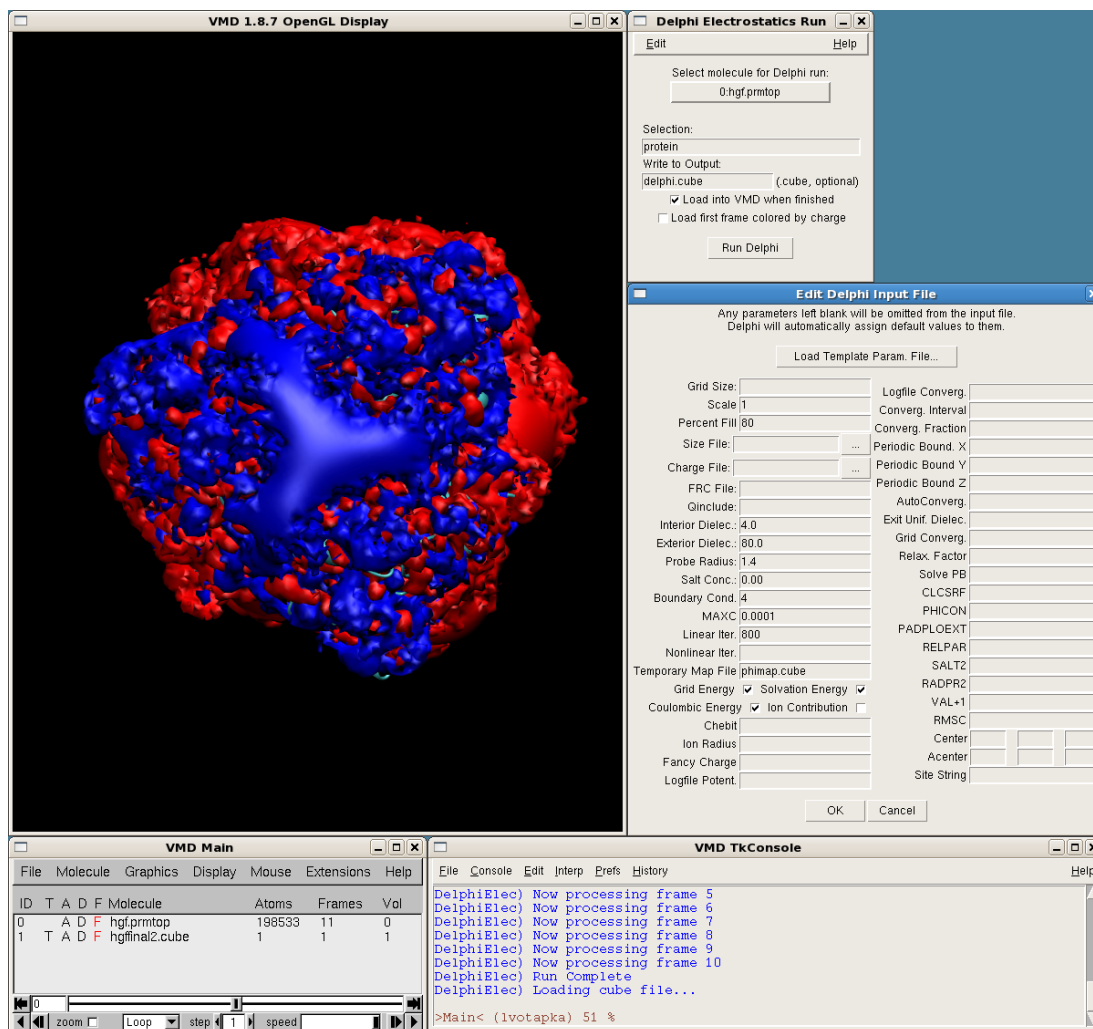 VMD 1.8.7 OpenGL Display
Delphi Electrostatics Run
Edit Help
Select molecule for Delphi run:
0:hgf.prmtop
Selection:
protein
Write to Output:
delphi.cube (.cube, optional)
Load into VMD when finished
Load first frame colored by charge
Run Delphi
Edit Delphi Input File
Any parameters left blank will be omitted from the input file.
Delphi will automatically assign default values to them.
Load Template Param. File...
Grid Size:
Scale 1
Percent Fill 80
Size File: ...
Charge File: ...
FRC File:
Qinclude:
Interior Dielec.: 4.0
Exterior Dielec.: 80.0
Probe Radius: 1.4
Salt Conc.: 0.00
Boundary Cond. 4
MAXC 0.0001
Linear Iter. 800
Nonlinear Iter.
Temporary Map File phimap.cube
Grid Energy Solvation Energy
Coulombic Energy Ion Contribution
Chebit
Ion Radius
Fancy Charge
Logfile Potent.
Logfile Converg.
Converg. Interval
Converg. Fraction
Periodic Bound. X
Periodic Bound Y
Periodic Bound Z
AutoConverg.
Exit Unif. Dielec.
Grid Converg.
Relax. Factor
Solve PB
CLCSRF
PHICON
PADPLOEXT
RELPAR
SALT2
RADPR2
VAL+1
RMSC
Center
Acenter
Site String
OK Cancel
VMD Main
File Molecule Graphics Display Mouse Extensions Help
ID T A D F Molecule Atoms Frames Vol
0 A D F hgf.prmtop 198533 11 0
1 T A D F hgffinal2.cube 1 1 1
0
zoom Loop step 1 speed
VMD TkConsole
File Console Edit Interp Prefs History Help
DelphiElec) Now processing frame 5
DelphiElec) Now processing frame 6
DelphiElec) Now processing frame 7
DelphiElec) Now processing frame 8
DelphiElec) Now processing frame 9
DelphiElec) Now processing frame 10
DelphiElec) Run Complete
DelphiElec) Loading cube file...
>Main< (lvotapka) 51 %